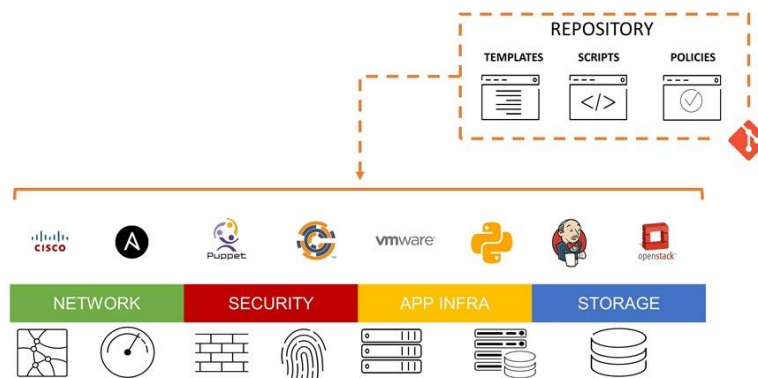 REPOSITORY
TEMPLATES SCRIPTS POLICIES
</>
CISCO A Puppet vmware openstack
NETWORK SECURITY APP INFRA STORAGE